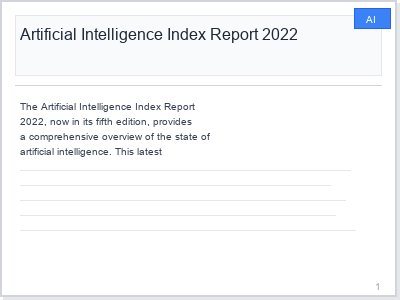 AI
Artificial Intelligence Index Report 2022
The Artificial Intelligence Index Report
2022, now in its fifth edition, provides
a comprehensive overview of the state of
artificial intelligence. This latest
1